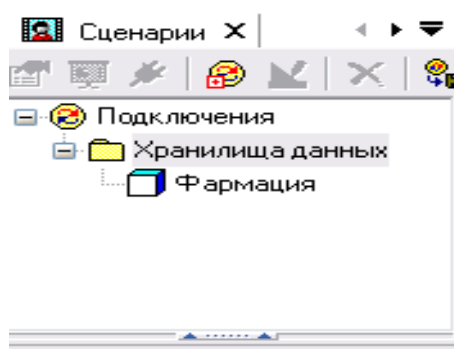 Сценарии
Подключения
Хранилища данных
Фармация